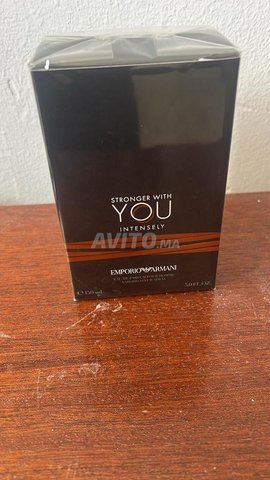 STRONGER WITH
YOU
INTENSELY
AVITO.MA
EMPORIO ARMANI
℮ 150 ml
5.0 FL.OZ.